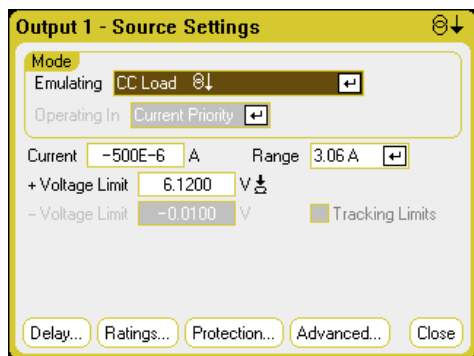 Output 1 - Source Settings
Mode
Emulating CC Load
Operating In Current Priority
Current -500E-6 A Range 3.06 A
+ Voltage Limit 6.1200 V
- Voltage Limit -0.0100 V Tracking Limits
Delay... Ratings... Protection... Advanced... Close